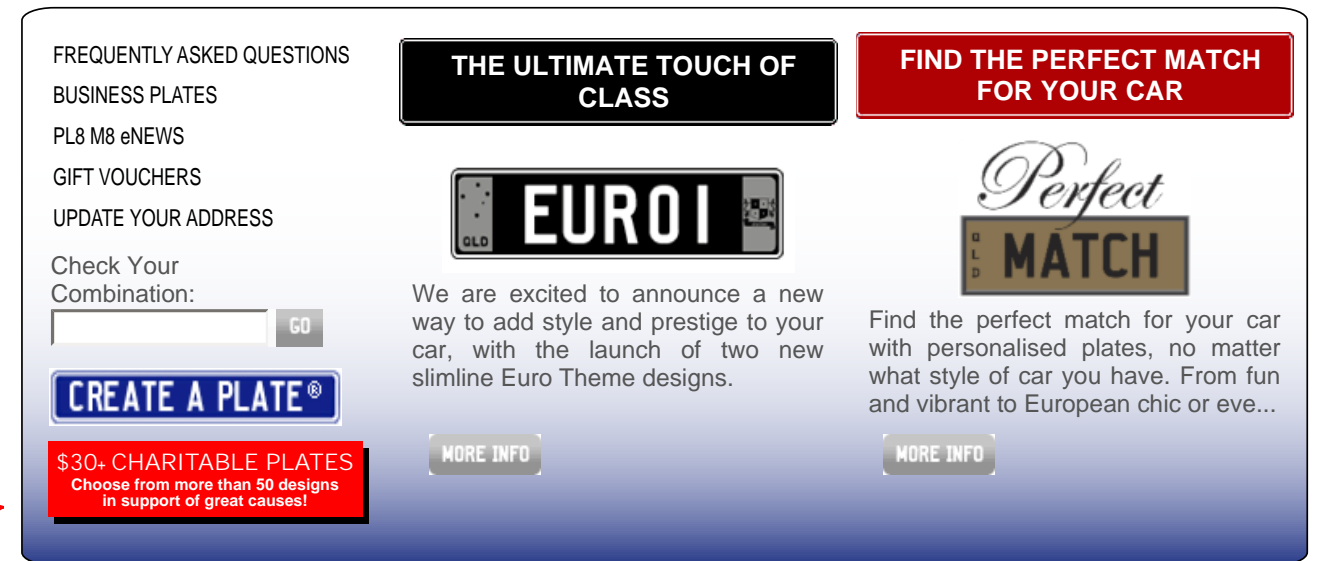 FREQUENTLY ASKED QUESTIONS
BUSINESS PLATES
PL8 M8 eNEWS
GIFT VOUCHERS
UPDATE YOUR ADDRESS
Check Your
Combination:
GO
CREATE A PLATE®
$30+ CHARITABLE PLATES
Choose from more than 50 designs
in support of great causes!
THE ULTIMATE TOUCH OF
CLASS
QLD
EURO1
We are excited to announce a new
way to add style and prestige to your
car, with the launch of two new
slimline Euro Theme designs.
MORE INFO
FIND THE PERFECT MATCH
FOR YOUR CAR
Perfect
QLD
MATCH
Find the perfect match for your car
with personalised plates, no matter
what style of car you have. From fun
and vibrant to European chic or eve...
MORE INFO